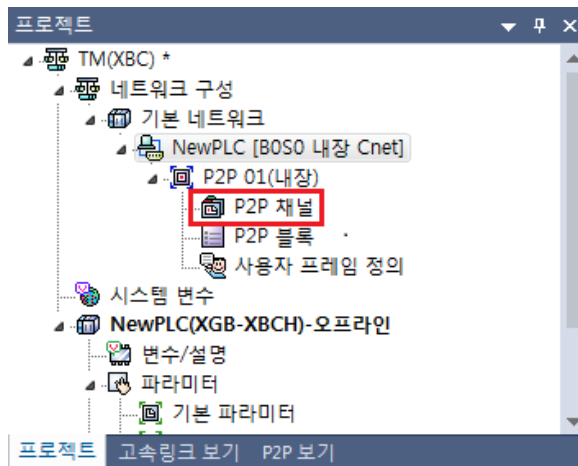 프로젝트
TM(XBC) *
네트워크 구성
기본 네트워크
NewPLC [B0S0 내장 Cnet]
P2P 01(내장)
P2P 채널
P2P 블록
사용자 프레임 정의
시스템 변수
NewPLC(XGB-XBCH)-오프라인
변수/설명
파라미터
기본 파라미터
프로젝트 고속링크 보기 P2P 보기